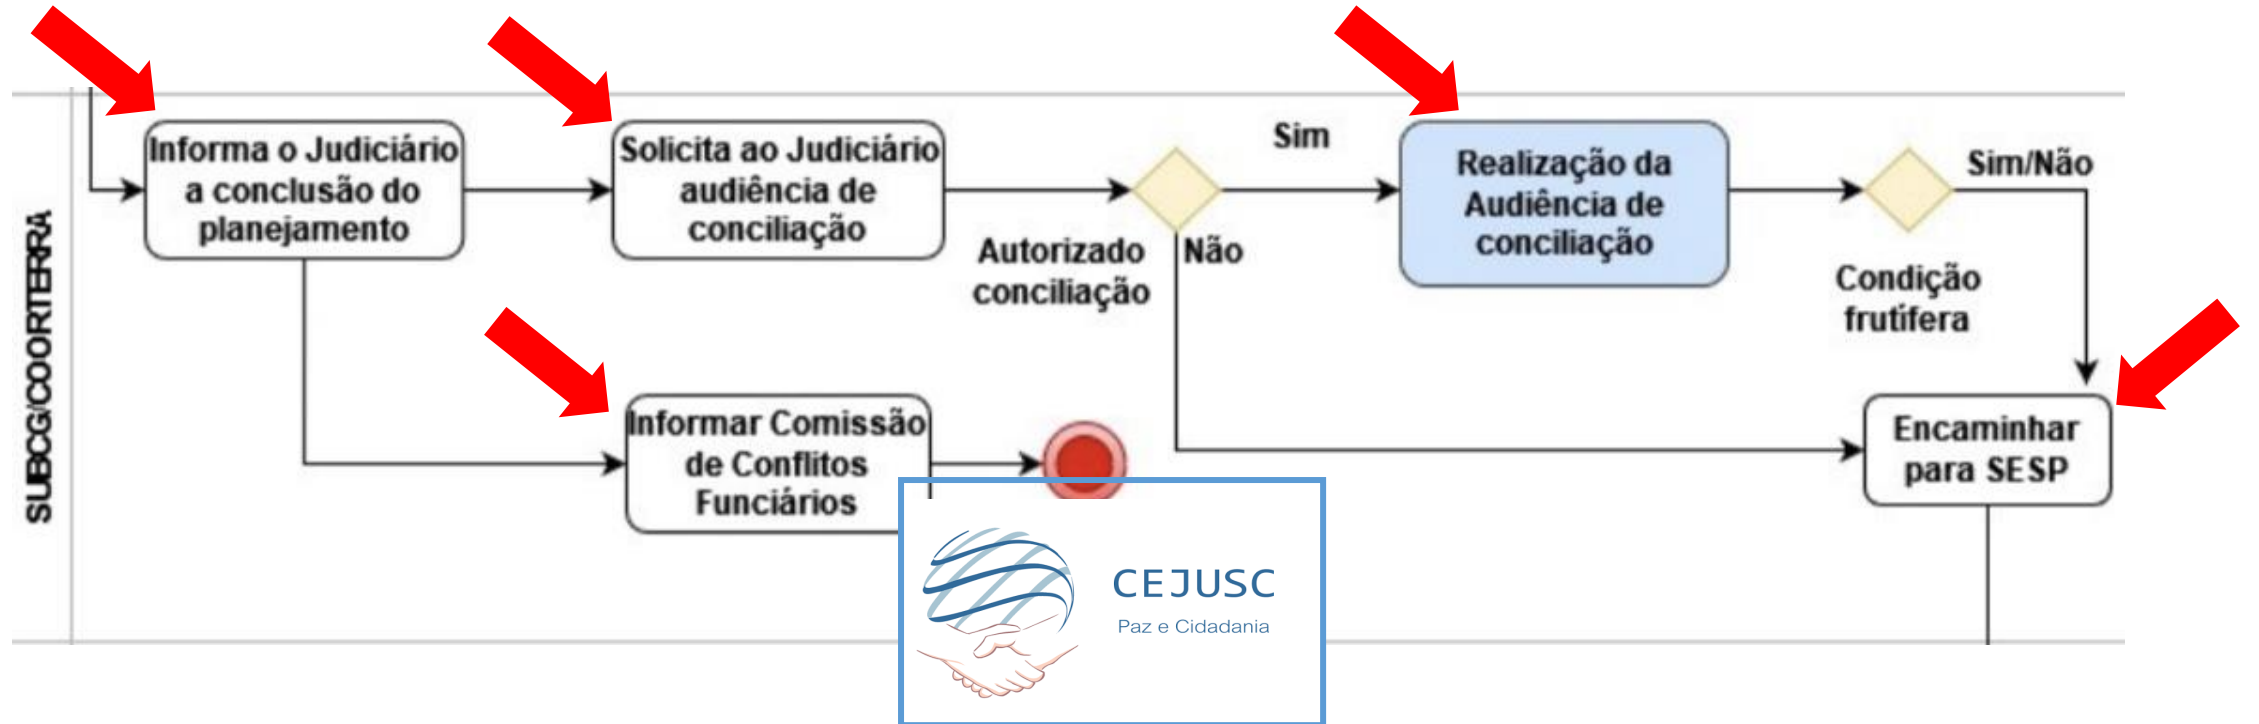 SUBCG/COORTERRA
Informa o Judiciário
a conclusão do
planejamento
Solicita ao Judiciário
audiência de
conciliação
Autorizado
conciliação
Sim
Não
Realização da
Audiência de
conciliação
Sim/Não
Condição
frutífera
Informar Comissão
de Conflitos
Funciários
Encaminhar
para SESP
CEJUSC
Paz e Cidadania